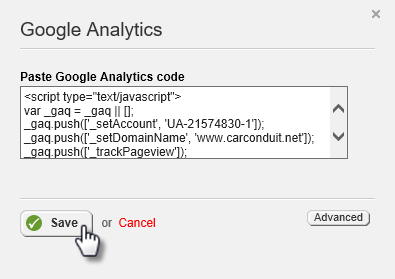 Google Analytics
Paste Google Analytics code
<script type="text/javascript">
var _gaq = _gaq || [];
_gaq.push(['_setAccount', 'UA-21574830-1']);
_gaq.push(['_setDomainName', 'www.carconduit.net']);
_gaq.push(['_trackPageview']);
Save or Cancel Advanced